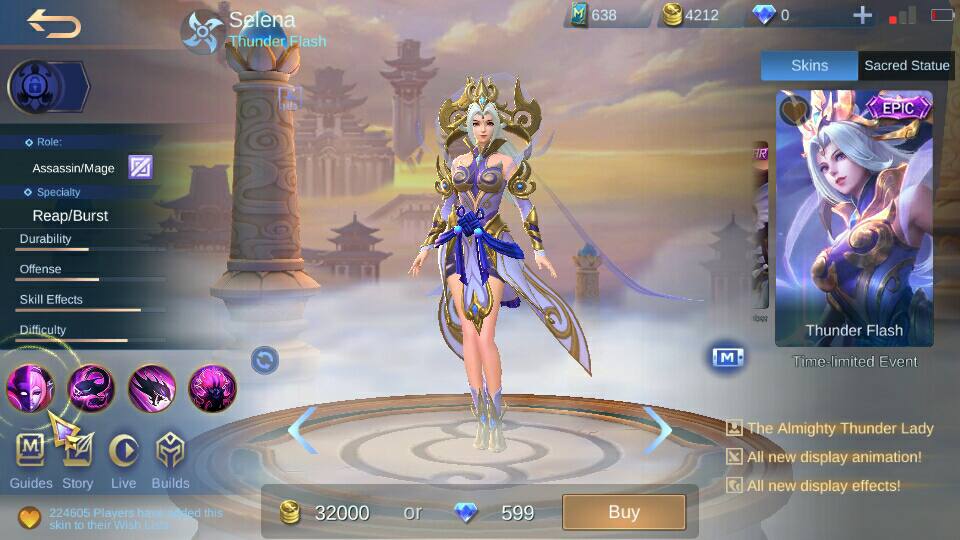 Selena
Thunder Flash
638
4212
0
Skins
Sacred Statue
Role:
Assassin/Mage
Specialty
Reap/Burst
Durability
Offense
Skill Effects
Difficulty
EPIC
Thunder Flash
Time-limited Event
M
The Almighty Thunder Lady
All new display animation!
All new display effects!
M
Guides
Story
Live
Builds
224605 Players have added this
skin to their Wish Lists
32000
or
599
Buy